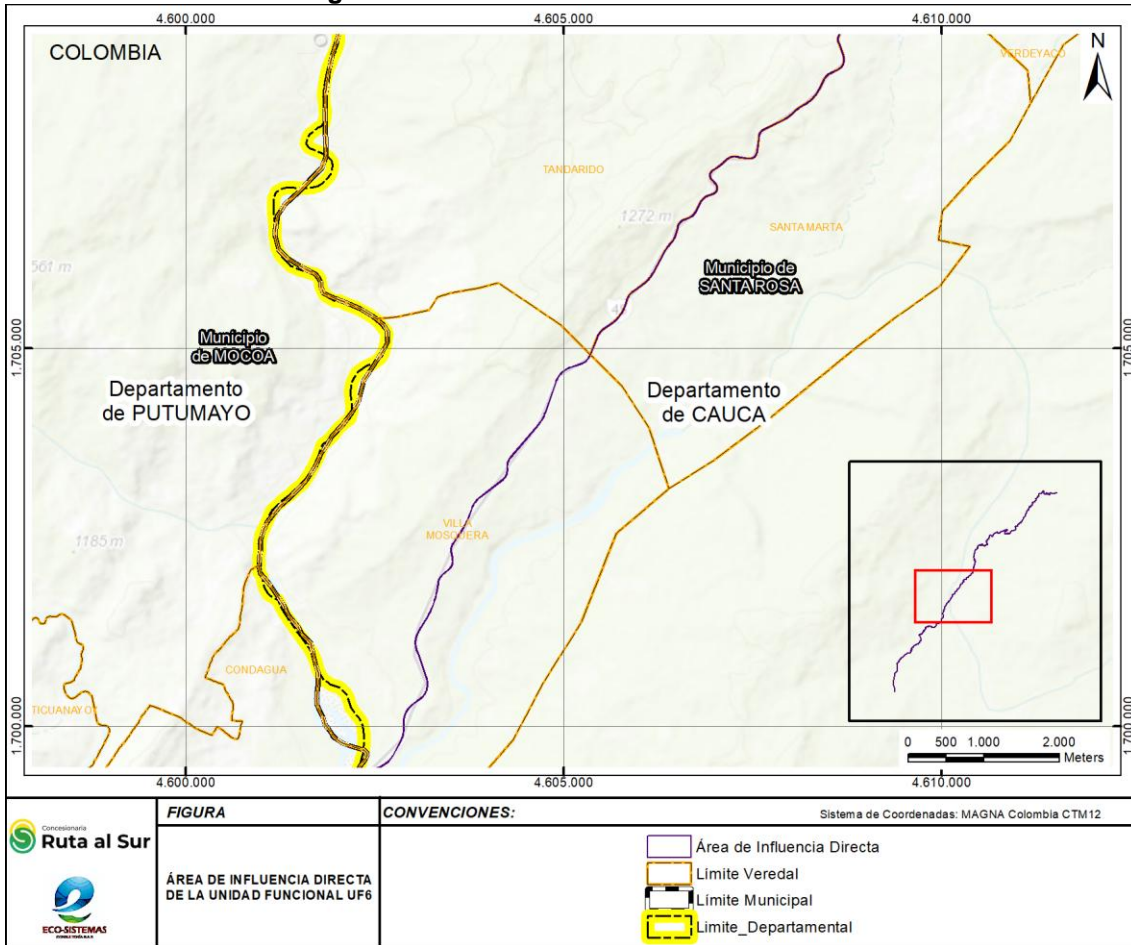 4.600.000
4.605.000
4.610.000
COLOMBIA
VERDEYACO
N
TANDARIDO
1272 m
SANTA MARTA
561 m
Municipio de
SANTA ROSA
1.705.000
Municipio
de MOCOA
1.705.000
Departamento
de PUTUMAYO
Departamento
de CAUCA
VILLA
MOSQUERA
1185 m
CONDAGUA
1.700.000
1.700.000
0 500 1.000 2.000
Meters
4.600.000
4.605.000
4.610.000
FIGURA
CONVENCIONES:
Sistema de Coordenadas: MAGNA Colombia CTM12
Concesionaria
Ruta al Sur
ÁREA DE INFLUENCIA DIRECTA
DE LA UNIDAD FUNCIONAL UF6
ECO-SISTEMAS
Área de Influencia Directa
Límite Veredal
Límite Municipal
Limite_Departamental